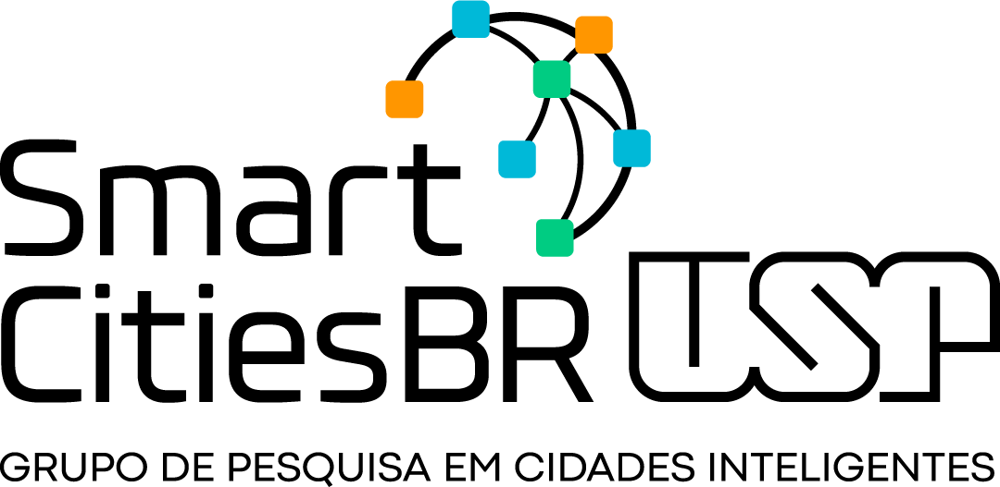 Smart
CitiesBR USP
GRUPO DE PESQUISA EM CIDADES INTELIGENTES